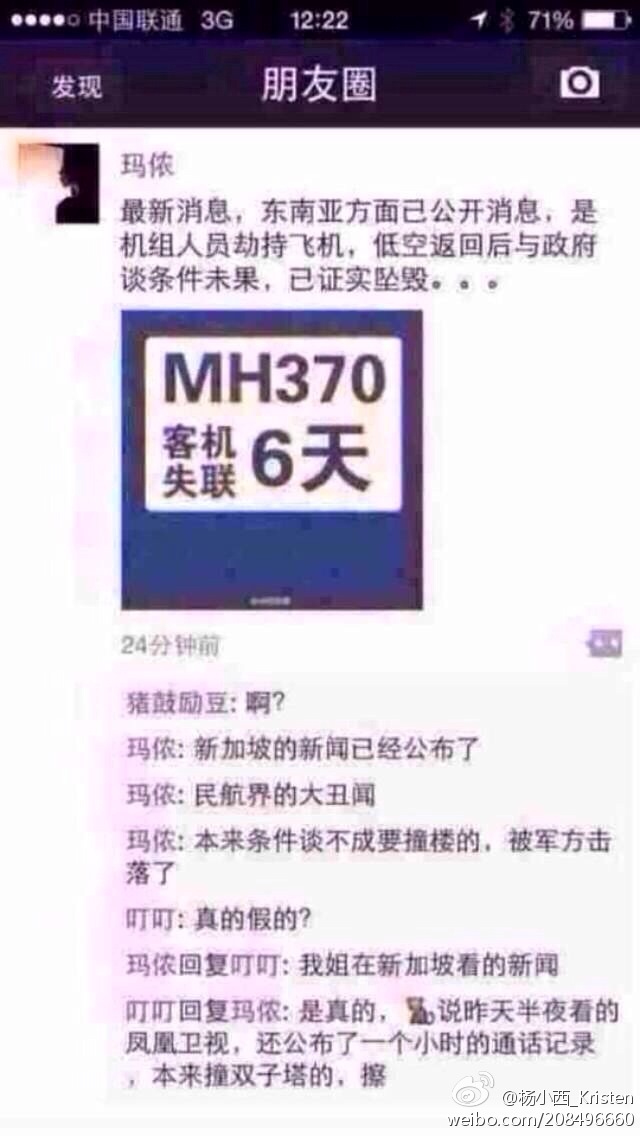 中国联通 3G 12:22 71%
发现 朋友圈
玛侬
最新消息，东南亚方面已公开消息，是
机组人员劫持飞机，低空返回后与政府
谈条件未果，已证实坠毁。。。
MH370
客机
失联 6天
24分钟前
猪鼓励豆: 啊?
玛侬: 新加坡的新闻已经公布了
玛侬: 民航界的大丑闻
玛侬: 本来条件谈不成要撞楼的，被军方击
落了
叮叮: 真的假的?
玛侬回复叮叮: 我姐在新加坡看的新闻
叮叮回复玛侬: 是真的，说昨天半夜看的
凤凰卫视，还公布了一个小时的通话记录
，本来撞双子塔的，擦
@杨小西_Kristen
weibo.com/208496660